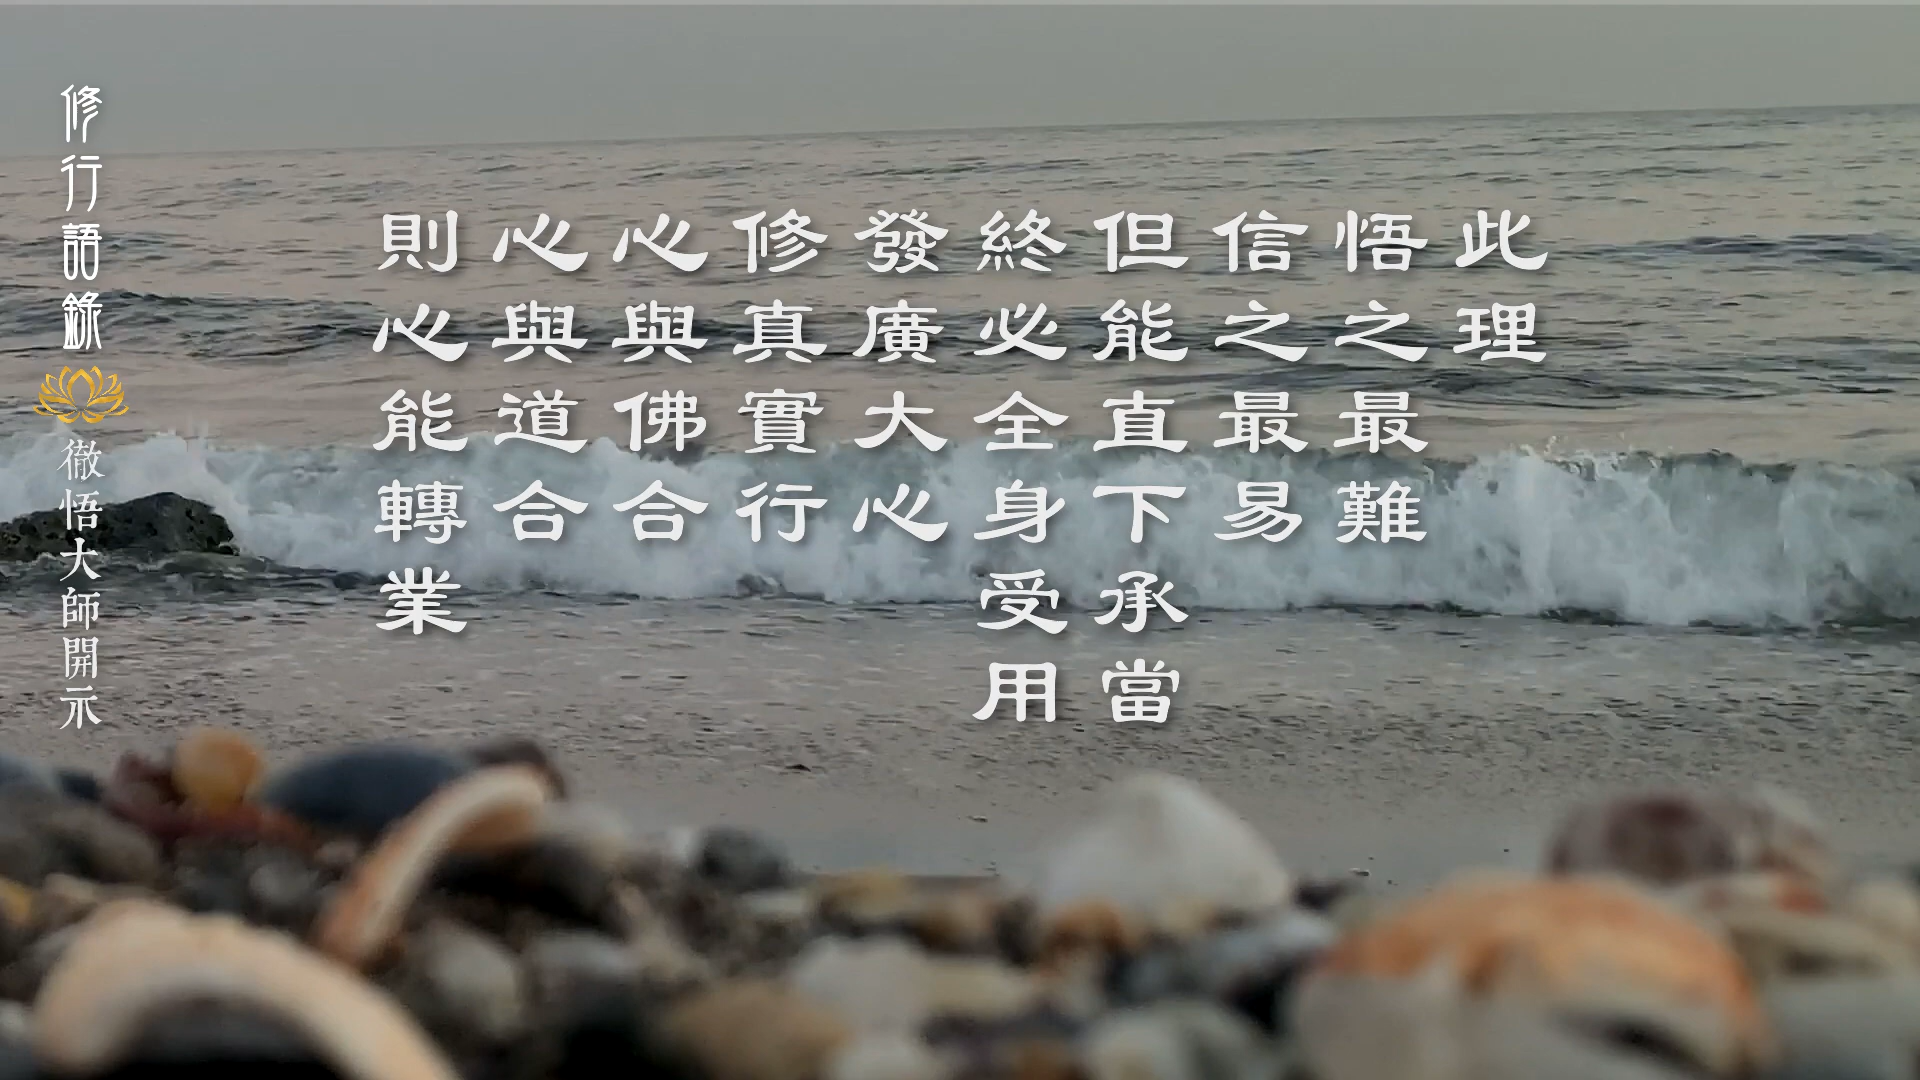 此理
悟之最難
信之最易
但能直下承當
終必全身受用
發廣大心
修真實行
心與佛合
心與道合
則心能轉業
修行語錄
徹悟大師開示